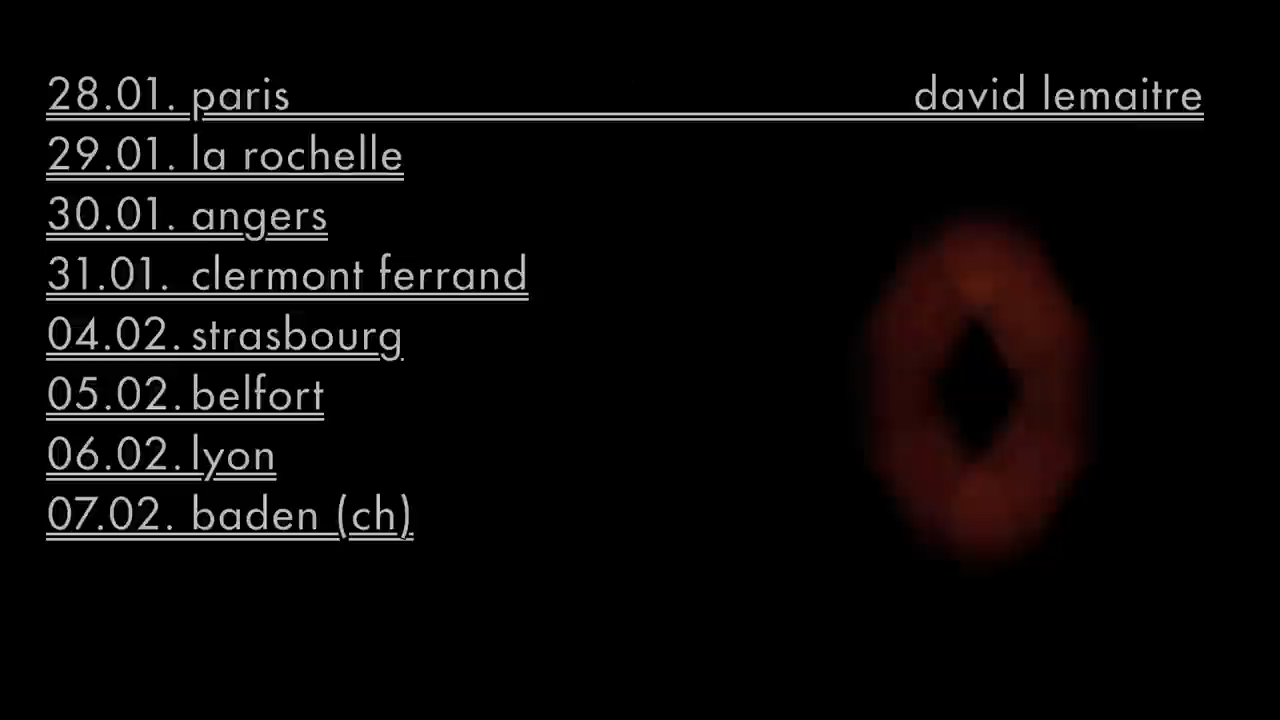 28.01. paris david lemaitre
29.01. la rochelle
30.01. angers
31.01. clermont ferrand
04.02. strasbourg
05.02. belfort
06.02. lyon
07.02. baden (ch)